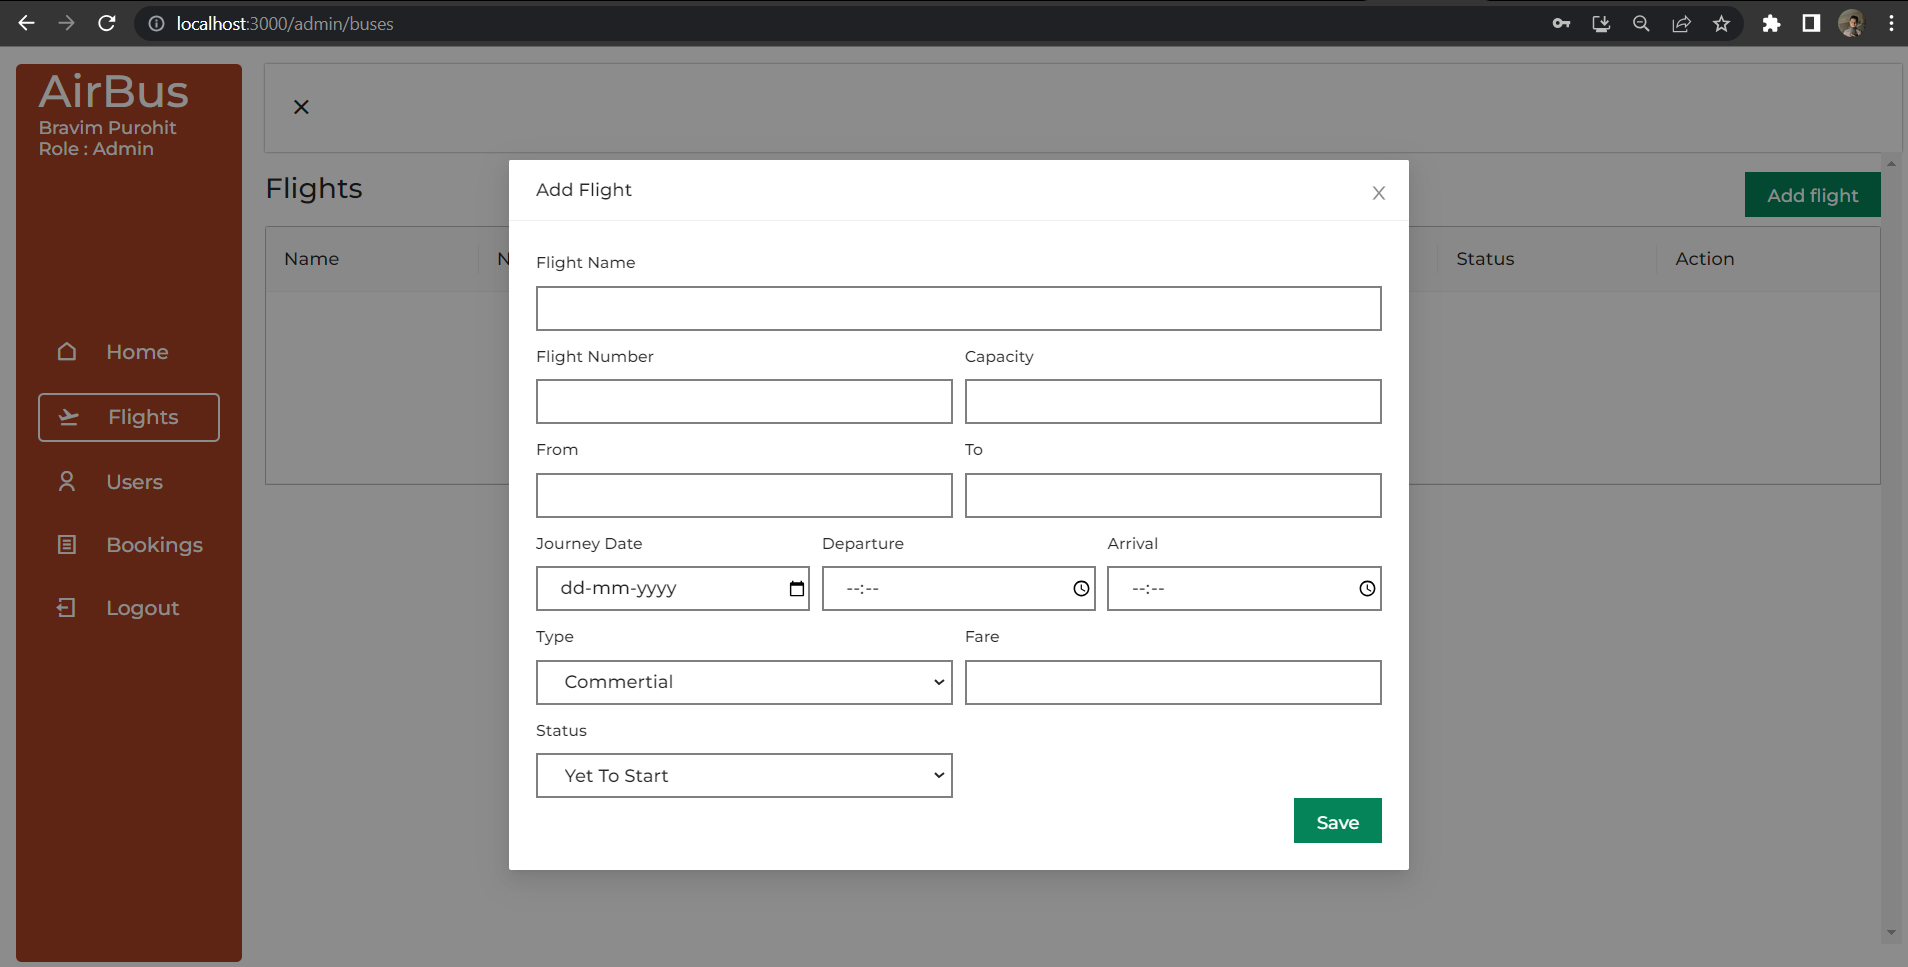 localhost:3000/admin/buses
AirBus
Bravim Purohit
Role : Admin
Home
Flights
Users
Bookings
Logout
Flights
Add flight
Name
N
Status
Action
Add Flight
X
Flight Name
Flight Number
Capacity
From
To
Journey Date
Departure
Arrival
dd-mm-yyyy
--:--
--:--
Type
Fare
Commertial
Status
Yet To Start
Save